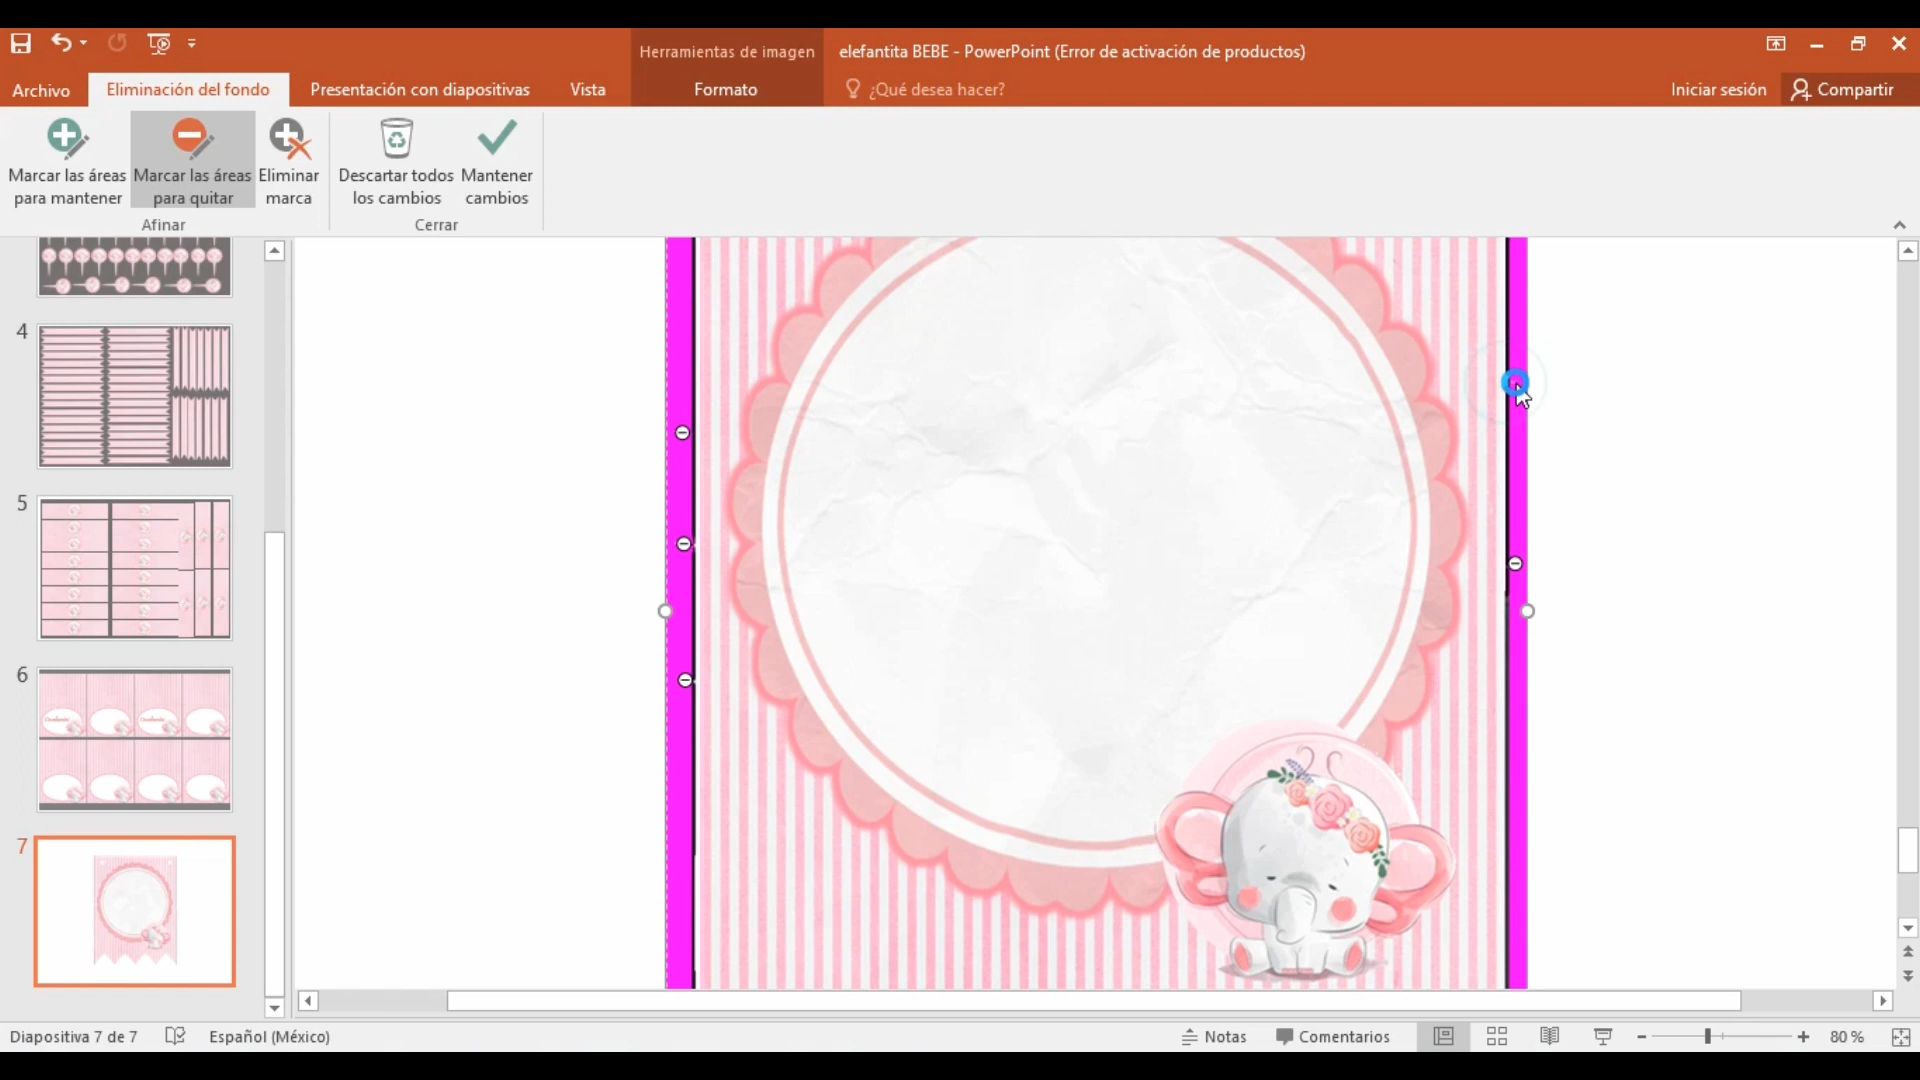 Herramientas de imagen
elefantita BEBE - PowerPoint (Error de activación de productos)
Archivo
Eliminación del fondo
Presentación con diapositivas
Vista
Formato
¿Qué desea hacer?
Iniciar sesión
Compartir
Marcar las áreas
para mantener
Marcar las áreas
para quitar
Eliminar
marca
Descartar todos
los cambios
Mantener
cambios
Afinar
Cerrar
4
5
6
7
Diapositiva 7 de 7
Español (México)
Notas
Comentarios
80 %